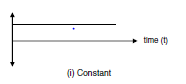 time (t)
(i) Constant